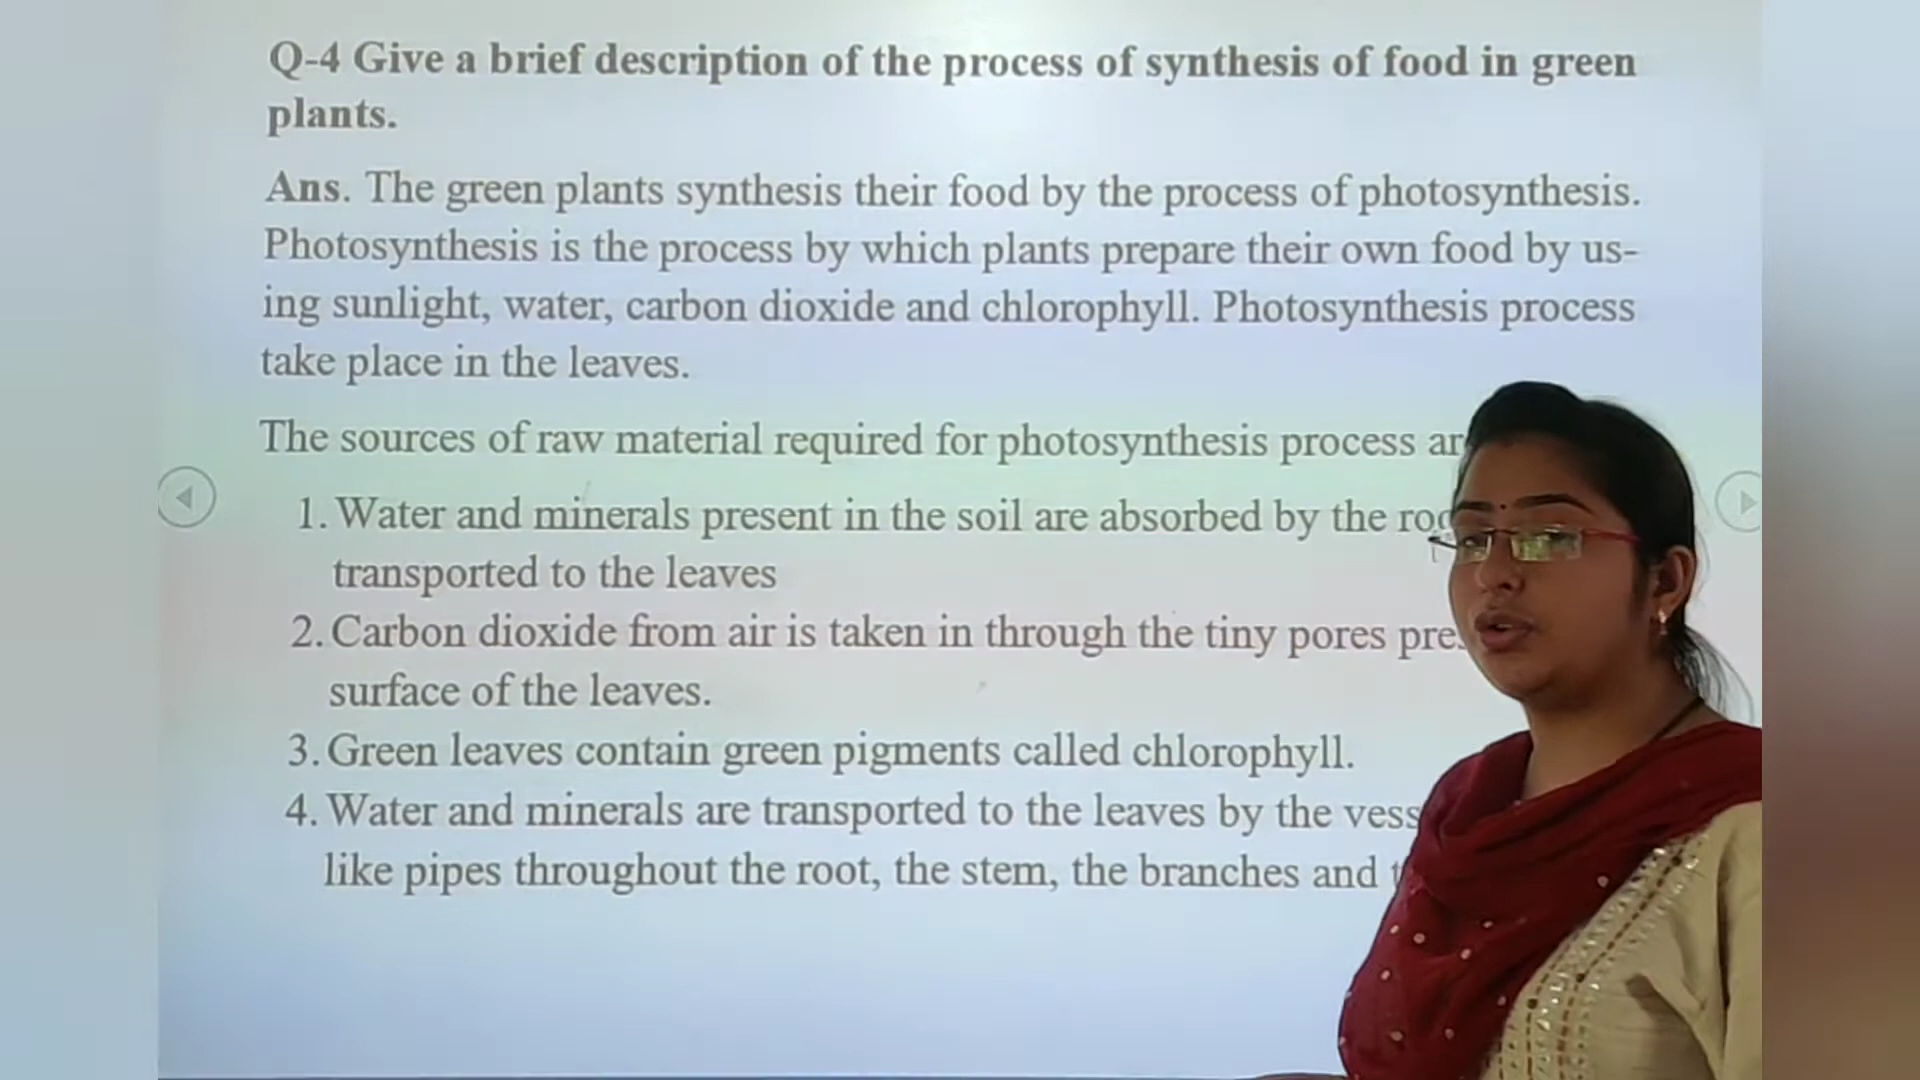 Q-4 Give a brief description of the process of synthesis of food in green
plants.
Ans. The green plants synthesis their food by the process of photosynthesis.
Photosynthesis is the process by which plants prepare their own food by us-
ing sunlight, water, carbon dioxide and chlorophyll. Photosynthesis process
take place in the leaves.
The sources of raw material required for photosynthesis process
1. Water and minerals present in the soil are absorbed by the
transported to the leaves
2. Carbon dioxide from air is taken in through the tiny pores
surface of the leaves.
3. Green leaves contain green pigments called chlorophyll.
4. Water and minerals are transported to the leaves by the
like pipes throughout the root, the stem, the branches and